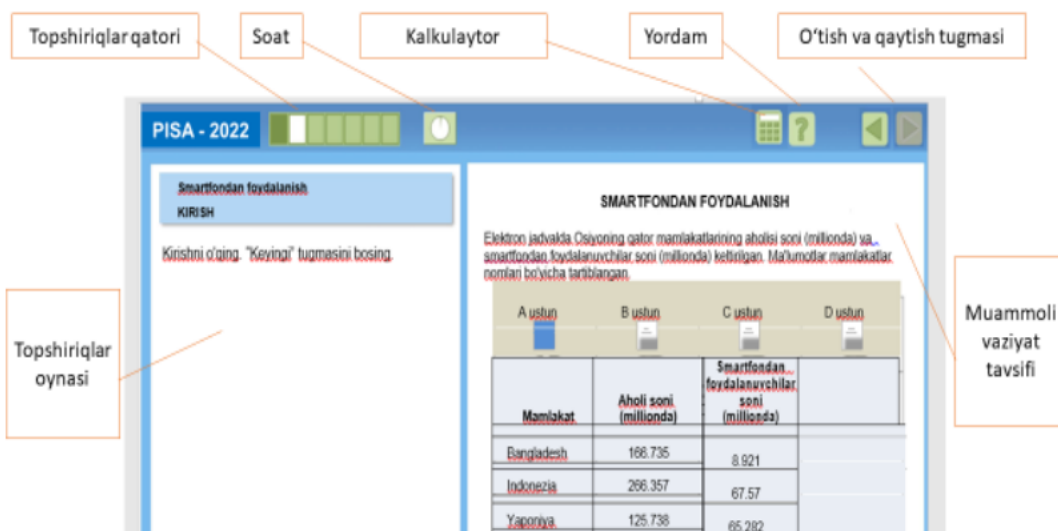 Topshiriqlar qatori
Soat
Kalkulaytor
Yordam
O‘tish va qaytish tugmasi
PISA - 2022
?
Smartfondan foydalanish
KIRISH
Kirishni o'qing. "Keyingi" tugmasini bosing.
Topshiriqlar
oynasi
SMARTFONDAN FOYDALANISH
Elektron jadvalda Osiyoning qator mamlakatlarining aholisi soni (millionda) va
smartfondan foydalanuvchilar soni (millionda) keltirilgan. Ma'lumotlar mamlakatlar
nomlari bo'yicha tartiblangan.
A ustun
B ustun
C ustun
D ustun
Mamlakat
Aholi soni
(millionda)
Smartfondan
foydalanuvchilar
soni
(millionda)
Bangladesh
166.735
8.921
Indonezia
266.357
67.57
Yaponiya
125.738
65.282
Muammoli
vaziyat
tavsifi